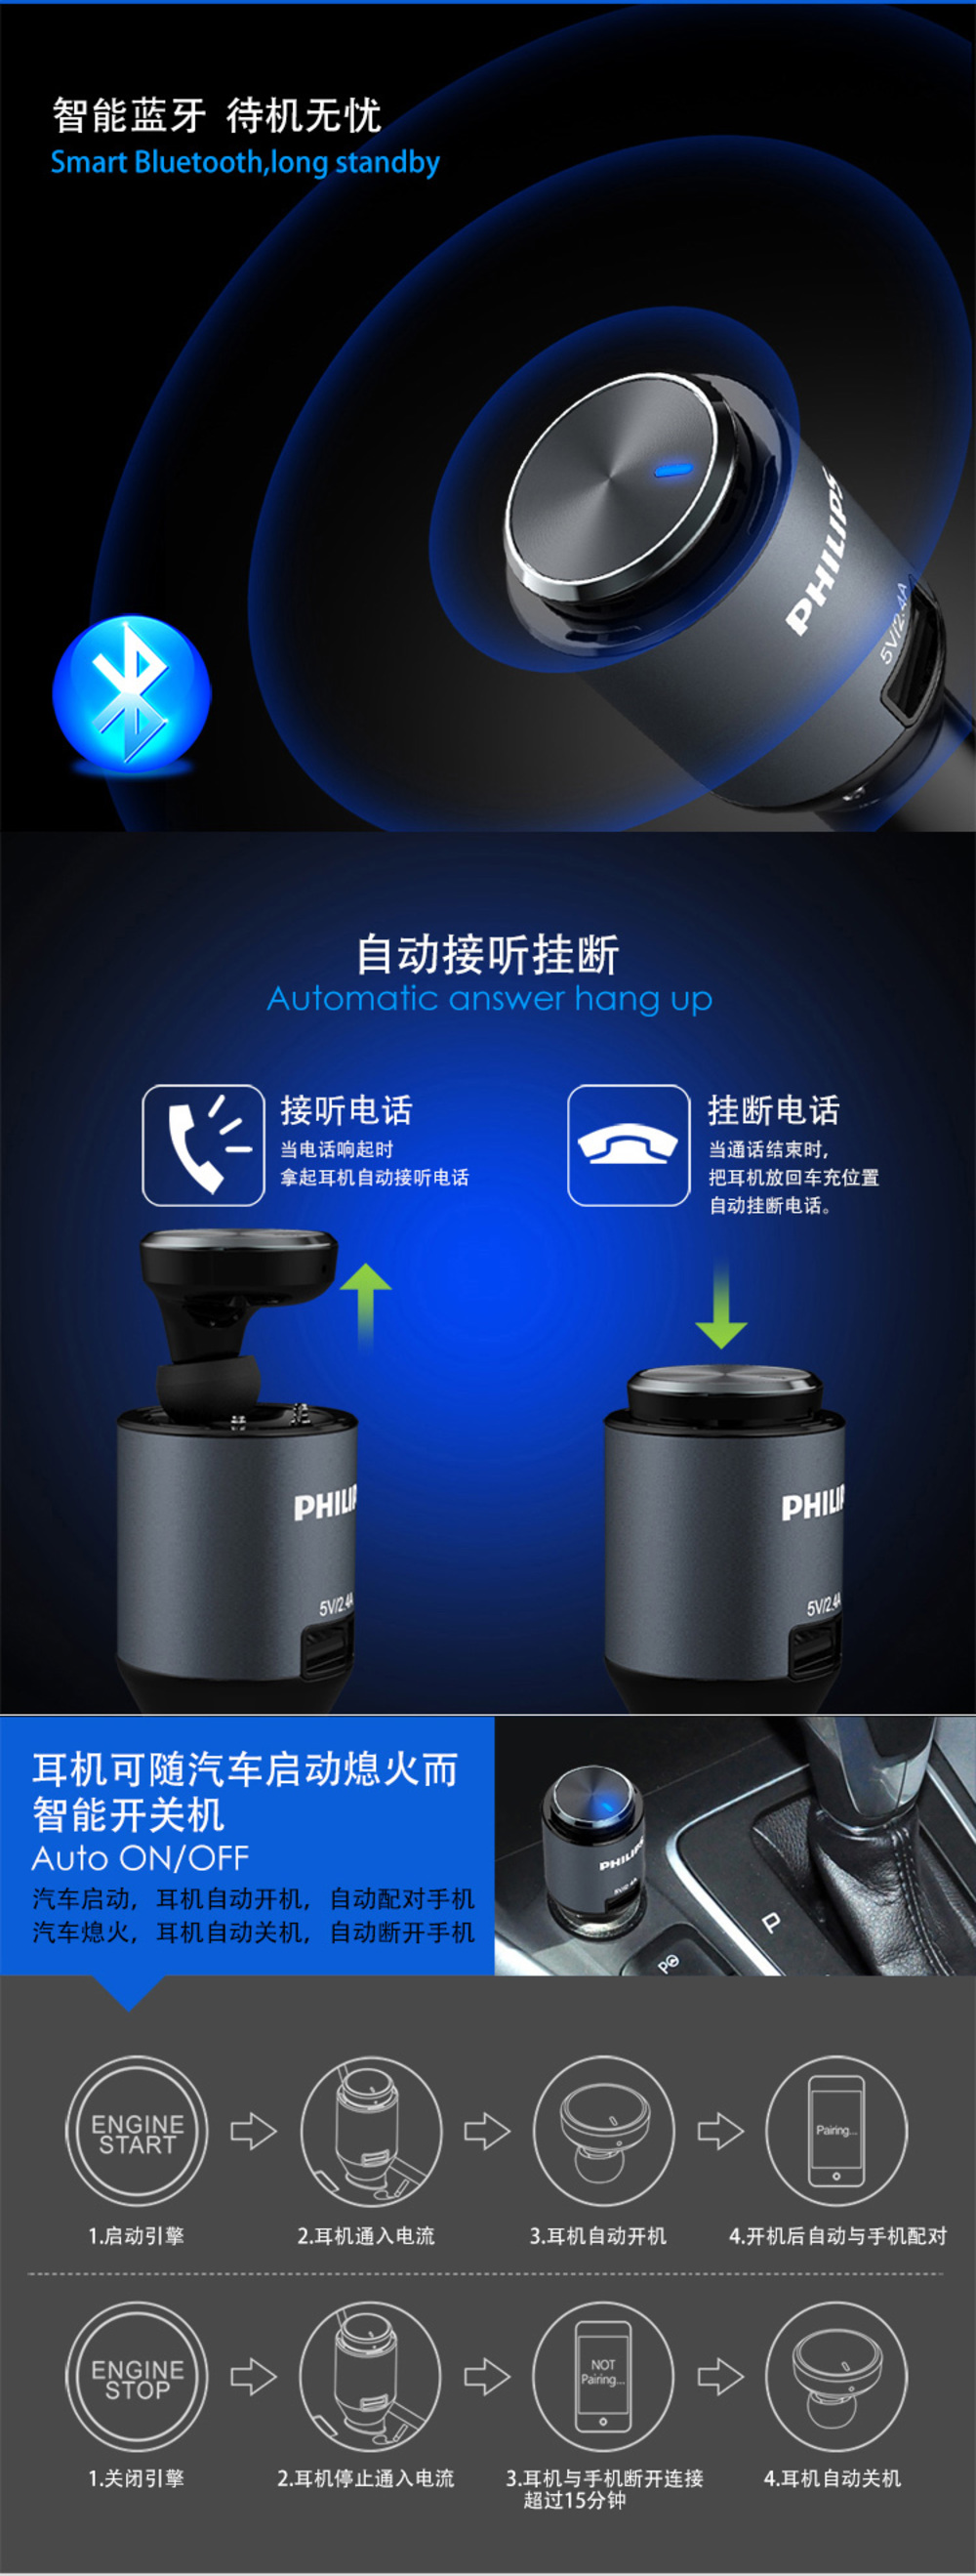 智能蓝牙 待机无忧
Smart Bluetooth,long standby
PHILIPS
5V/2.4A
自动接听挂断
Automatic answer hang up
接听电话
当电话响起时
拿起耳机自动接听电话
挂断电话
当通话结束时,
把耳机放回车充位置
自动挂断电话。
PHILIP
5V/2.4A
PHILIP
5V/2.4A
耳机可随汽车启动熄火而
智能开关机
Auto ON/OFF
汽车启动, 耳机自动开机, 自动配对手机
汽车熄火, 耳机自动关机, 自动断开手机
PHILIPS
P
D
ENGINE
START
Pairing...
1.启动引擎
2.耳机通入电流
3.耳机自动开机
4.开机后自动与手机配对
ENGINE
STOP
NOT
Pairing...
1.关闭引擎
2.耳机停止通入电流
3.耳机与手机断开连接
超过15分钟
4.耳机自动关机